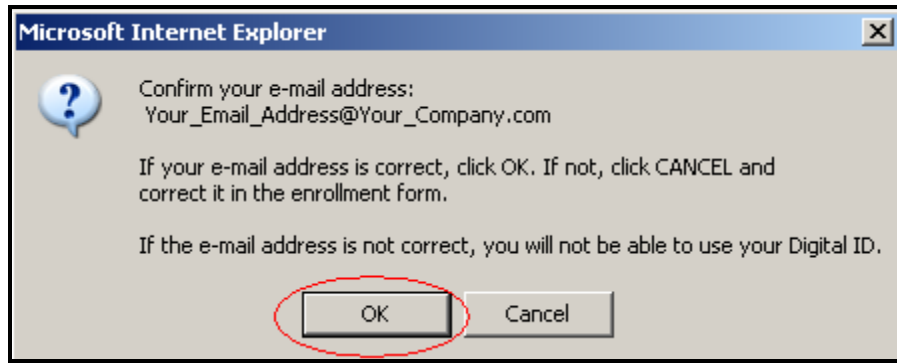 Microsoft Internet Explorer
Confirm your e-mail address:
Your_Email_Address@Your_Company.com
If your e-mail address is correct, click OK. If not, click CANCEL and
correct it in the enrollment form.
If the e-mail address is not correct, you will not be able to use your Digital ID.
OK
Cancel